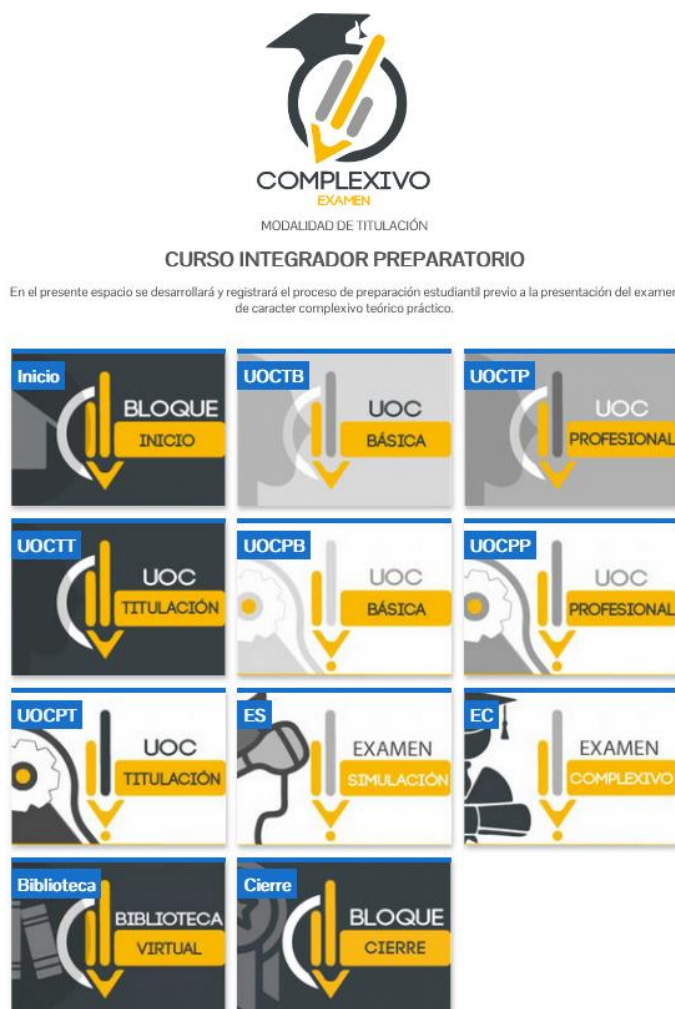 COMPLEXIVO
EXAMEN
MODALIDAD DE TITULACIÓN
CURSO INTEGRADOR PREPARATORIO
En el presente espacio se desarrollará y registrará el proceso de preparación estudiantil previo a la presentación del examen
de caracter complexivo teórico práctico.
Inicio
BLOQUE
INICIO
UOCTB
UOC
BÁSICA
UOCTP
UOC
PROFESIONAL
UOCTT
UOC
TITULACIÓN
UOCPB
UOC
BÁSICA
UOCPP
UOC
PROFESIONAL
UOCPT
UOC
TITULACIÓN
ES
EXAMEN
SIMULACIÓN
EC
EXAMEN
COMPLEXIVO
Biblioteca
BIBLIOTECA
VIRTUAL
Cierre
BLOQUE
CIERRE